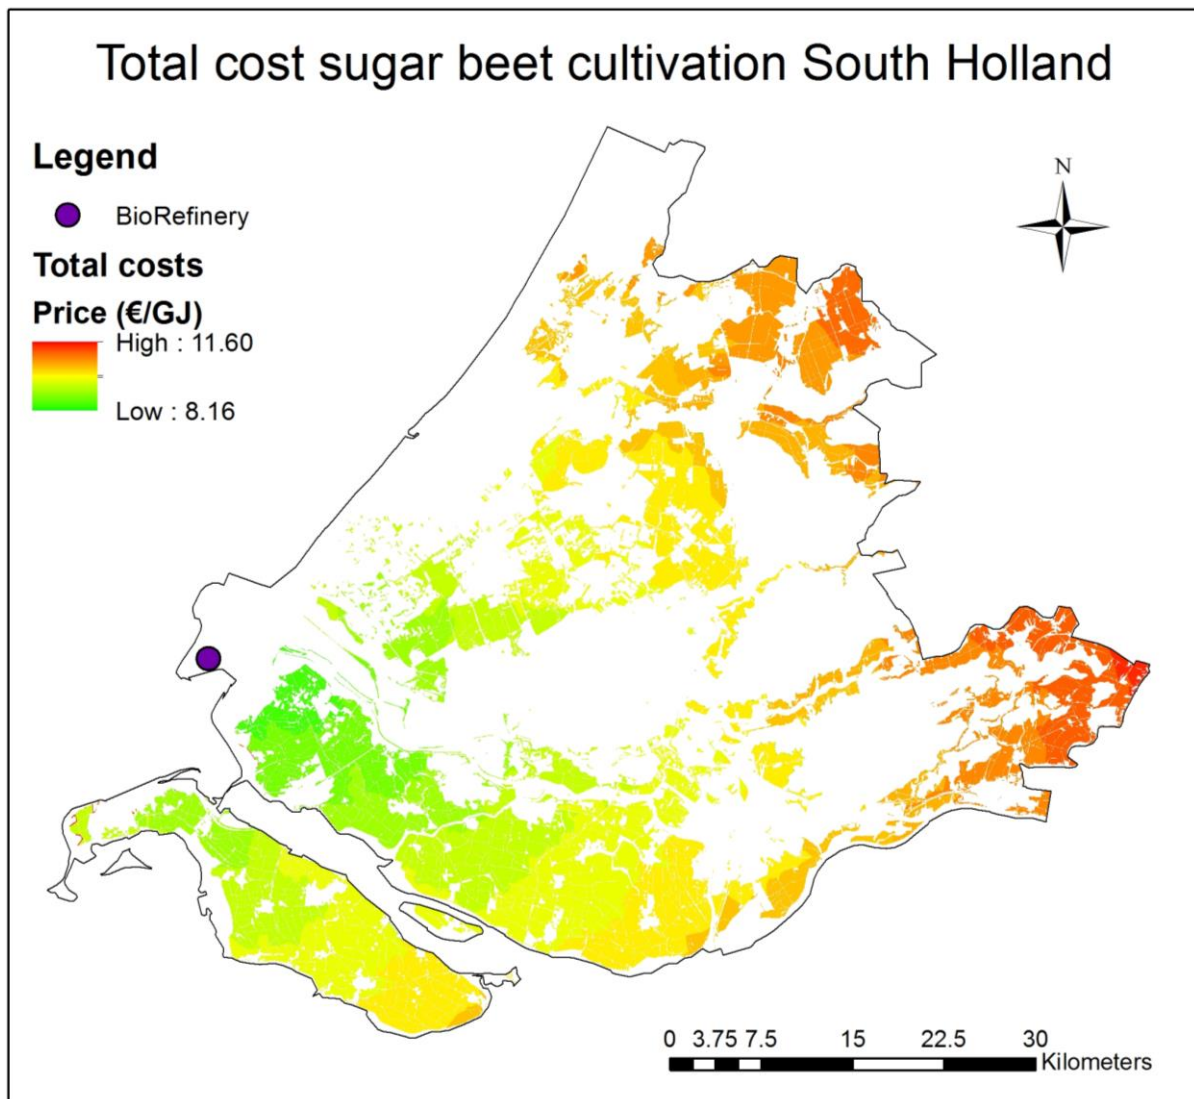 Total cost sugar beet cultivation South Holland
Legend
BioRefinery
Total costs
Price (€/GJ)
High : 11.60
Low : 8.16
N
0 3.75 7.5 15 22.5 30
Kilometers